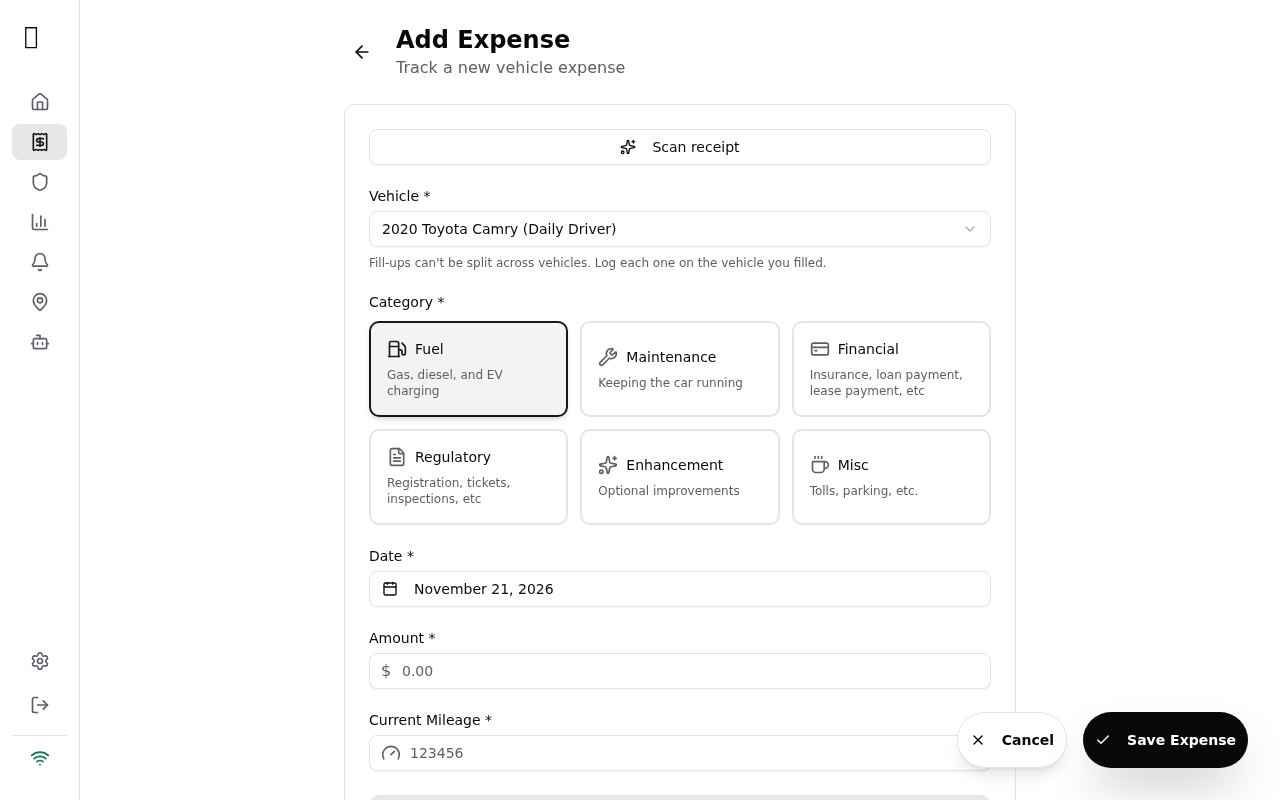 Add Expense
Track a new vehicle expense
Scan receipt
Vehicle *
2020 Toyota Camry (Daily Driver)
Fill-ups can't be split across vehicles. Log each one on the vehicle you filled.
Category *
Fuel
Gas, diesel, and EV
charging
Maintenance
Keeping the car running
Financial
Insurance, loan payment,
lease payment, etc
Regulatory
Registration, tickets,
inspections, etc
Enhancement
Optional improvements
Misc
Tolls, parking, etc.
Date *
November 21, 2026
Amount *
$ 0.00
Current Mileage *
123456
Cancel
Save Expense